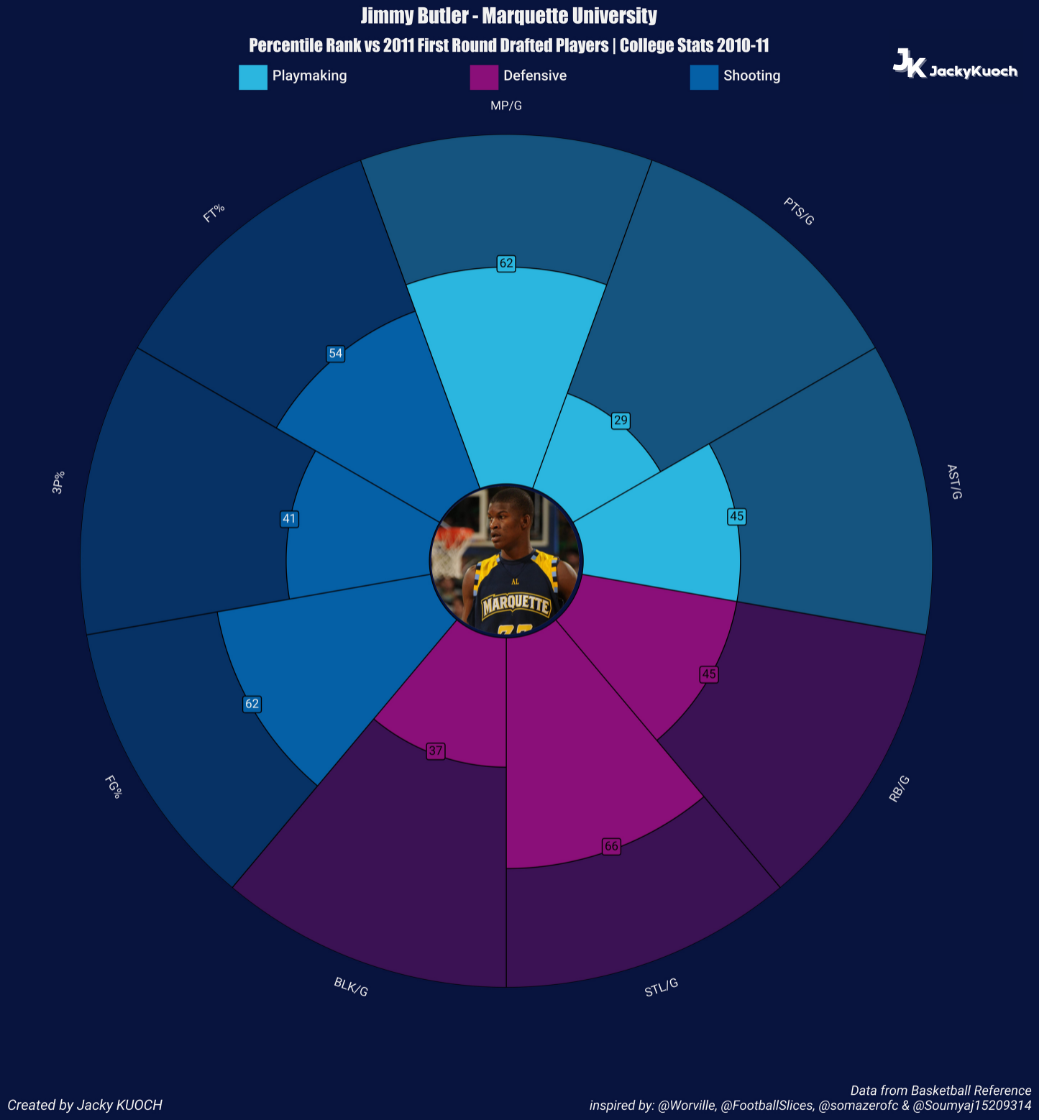 Jimmy Butler - Marquette University
Percentile Rank vs 2011 First Round Drafted Players | College Stats 2010-11
Playmaking
Defensive
Shooting
JK JackyKuoch
MP/G
PTS/G
FT%
62
54
29
AST/G
3P%
45
41
AL
MARQUETTE
45
62
37
RB/G
FG%
66
BLK/G
STL/G
Data from Basketball Reference
Created by Jacky KUOCH
inspired by: @Worville, @FootballSlices, @somazerofc & @Soumyaj15209314